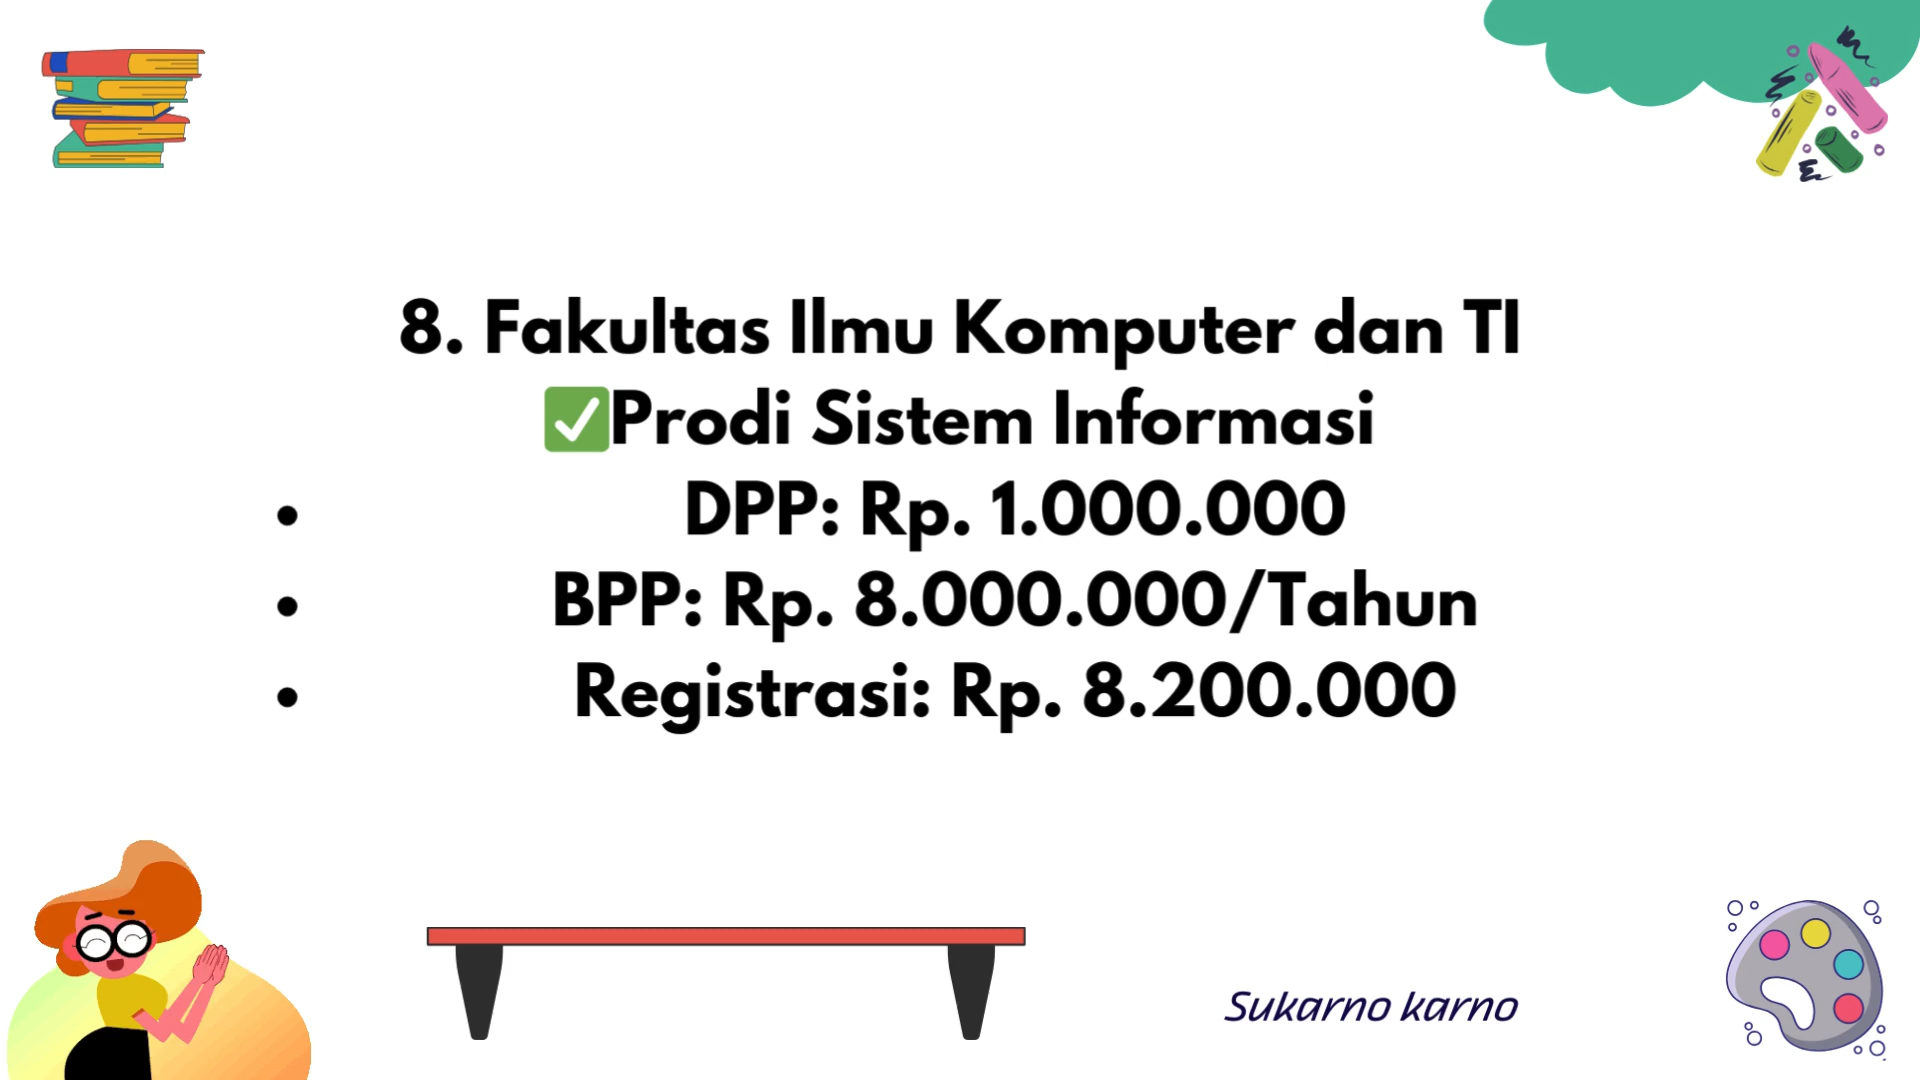 8. Fakultas Ilmu Komputer dan TI
✅Prodi Sistem Informasi
• DPP: Rp. 1.000.000
• BPP: Rp. 8.000.000/Tahun
• Registrasi: Rp. 8.200.000
Sukarno karno